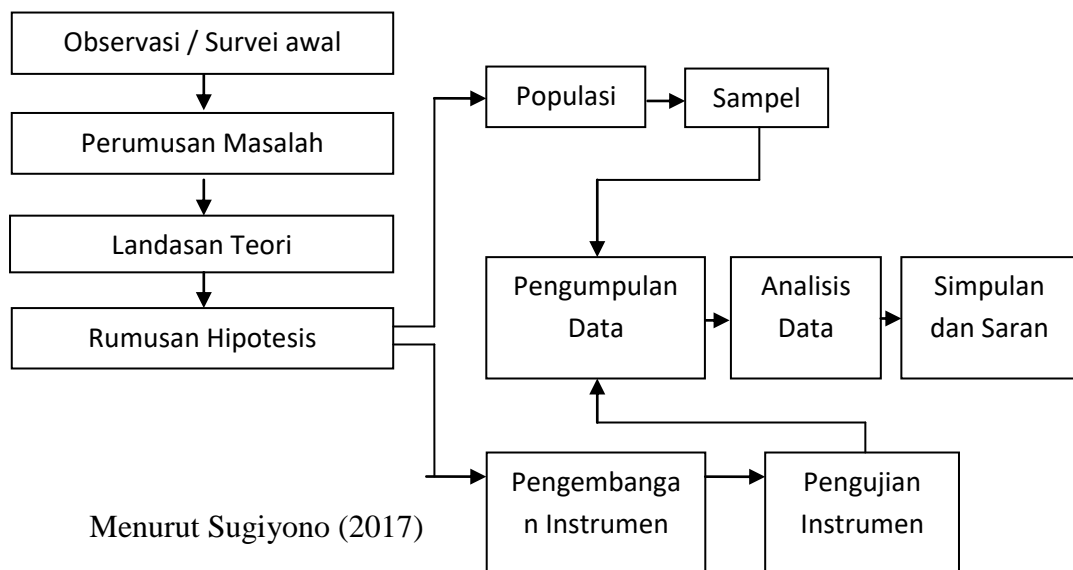 Observasi / Survei awal
Perumusan Masalah
Landasan Teori
Rumusan Hipotesis
Populasi
Sampel
Pengumpulan
Data
Analisis
Data
Simpulan
dan Saran
Pengembanga
n Instrumen
Pengujian
Instrumen
Menurut Sugiyono (2017)